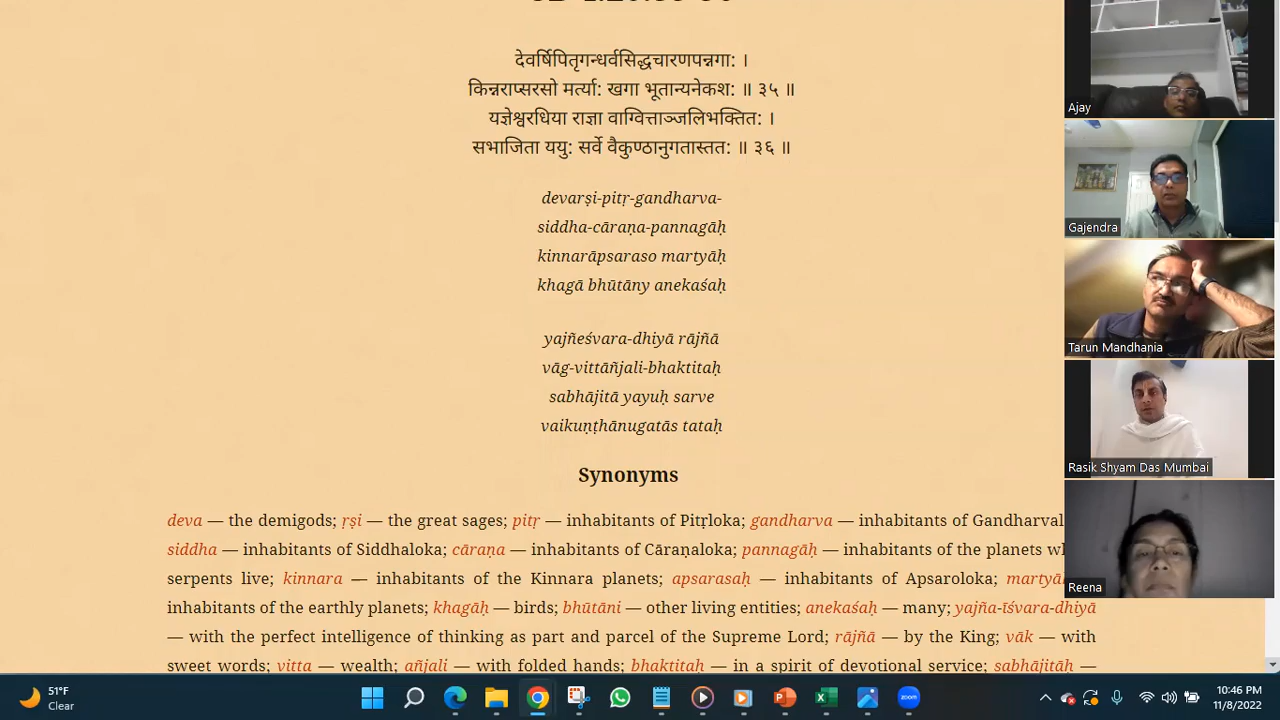 देवर्षिपितृगन्धर्वसिद्धचारणपन्नगा: ।
किन्नराप्सरसो मर्त्या: खगा भूतान्यनेकश: ॥ ३५ ॥
यज्ञेश्वरधिया राज्ञा वाग्वित्ताञ्जलिभक्तित: ।
सभाजिता ययु: सर्वे वैकुण्ठानुगतास्तत: ॥ ३६ ॥
devarṣi-pitṛ-gandharva-
siddha-cāraṇa-pannagāḥ
kinnarāpsaraso martyāḥ
khagā bhūtāny anekaśaḥ
yajñeśvara-dhiyā rājñā
vāg-vittāñjali-bhaktitaḥ
sabhājitā yayuḥ sarve
vaikuṇṭhānugatās tataḥ
Synonyms
deva — the demigods; ṛṣi — the great sages; pitṛ — inhabitants of Pitṛloka; gandharva — inhabitants of
siddha — inhabitants of Siddhaloka; cāraṇa — inhabitants of Cāraṇaloka; pannagāḥ — inhabitants of the planets
serpents live; kinnara — inhabitants of the Kinnara planets; apsarasaḥ — inhabitants of Apsaroloka;
inhabitants of the earthly planets; khagāḥ — birds; bhūtāni — other living entities; anekaśaḥ — many; yajña-īśvara-dhiyā
— with the perfect intelligence of thinking as part and parcel of the Supreme Lord; rājñā — by the King; vāk — with
sweet words; vitta — wealth; añjali — with folded hands; bhaktitaḥ — in a spirit of devotional service; sabhājitāḥ —
Ajay
Gajendra
Tarun Mandhania
Rasik Shyam Das Mumbai
Reena
51°F
Clear
10:46 PM
11/8/2022